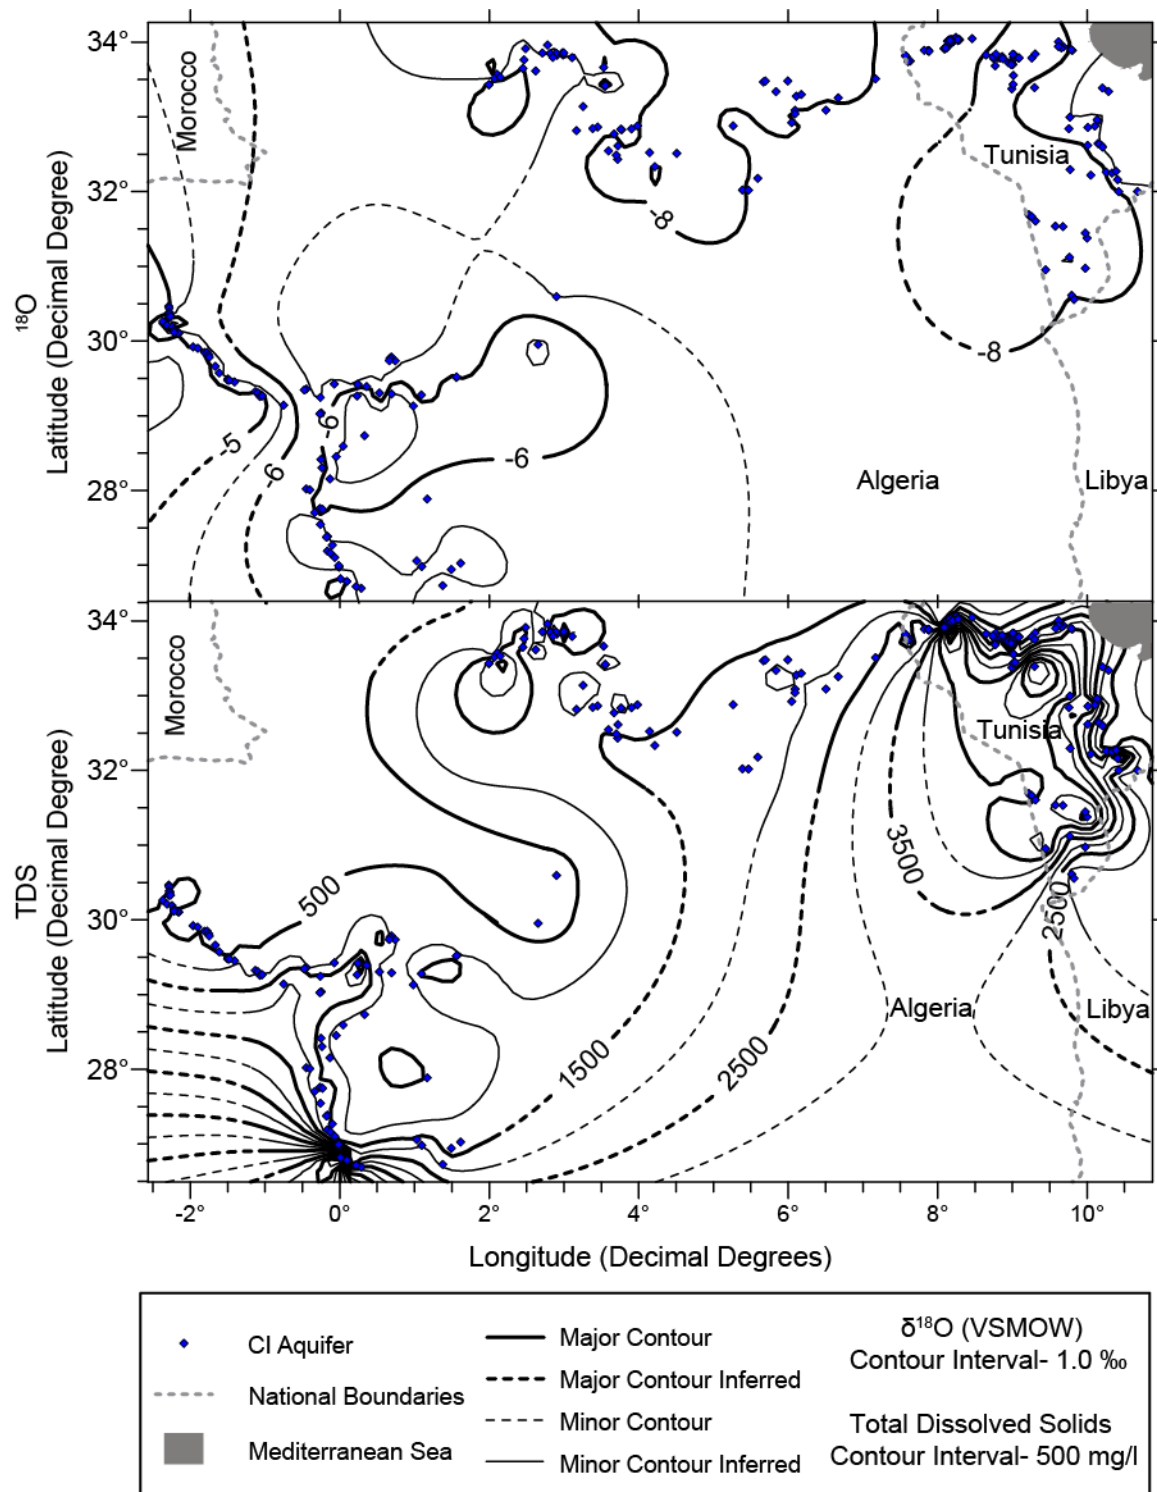 34°
32°
30°
28°
¹⁸O
Latitude (Decimal Degree)
Morocco
Tunisia
Algeria
Libya
-8
-8
-5
-6
-6
-6
34°
32°
30°
28°
TDS
Latitude (Decimal Degree)
Morocco
Tunisia
Algeria
Libya
500
1500
2500
3500
2500
-2°
0°
2°
4°
6°
8°
10°
Longitude (Decimal Degrees)
CI Aquifer
National Boundaries
Mediterranean Sea
Major Contour
Major Contour Inferred
Minor Contour
Minor Contour Inferred
δ¹⁸O (VSMOW)
Contour Interval- 1.0 ‰
Total Dissolved Solids
Contour Interval- 500 mg/l